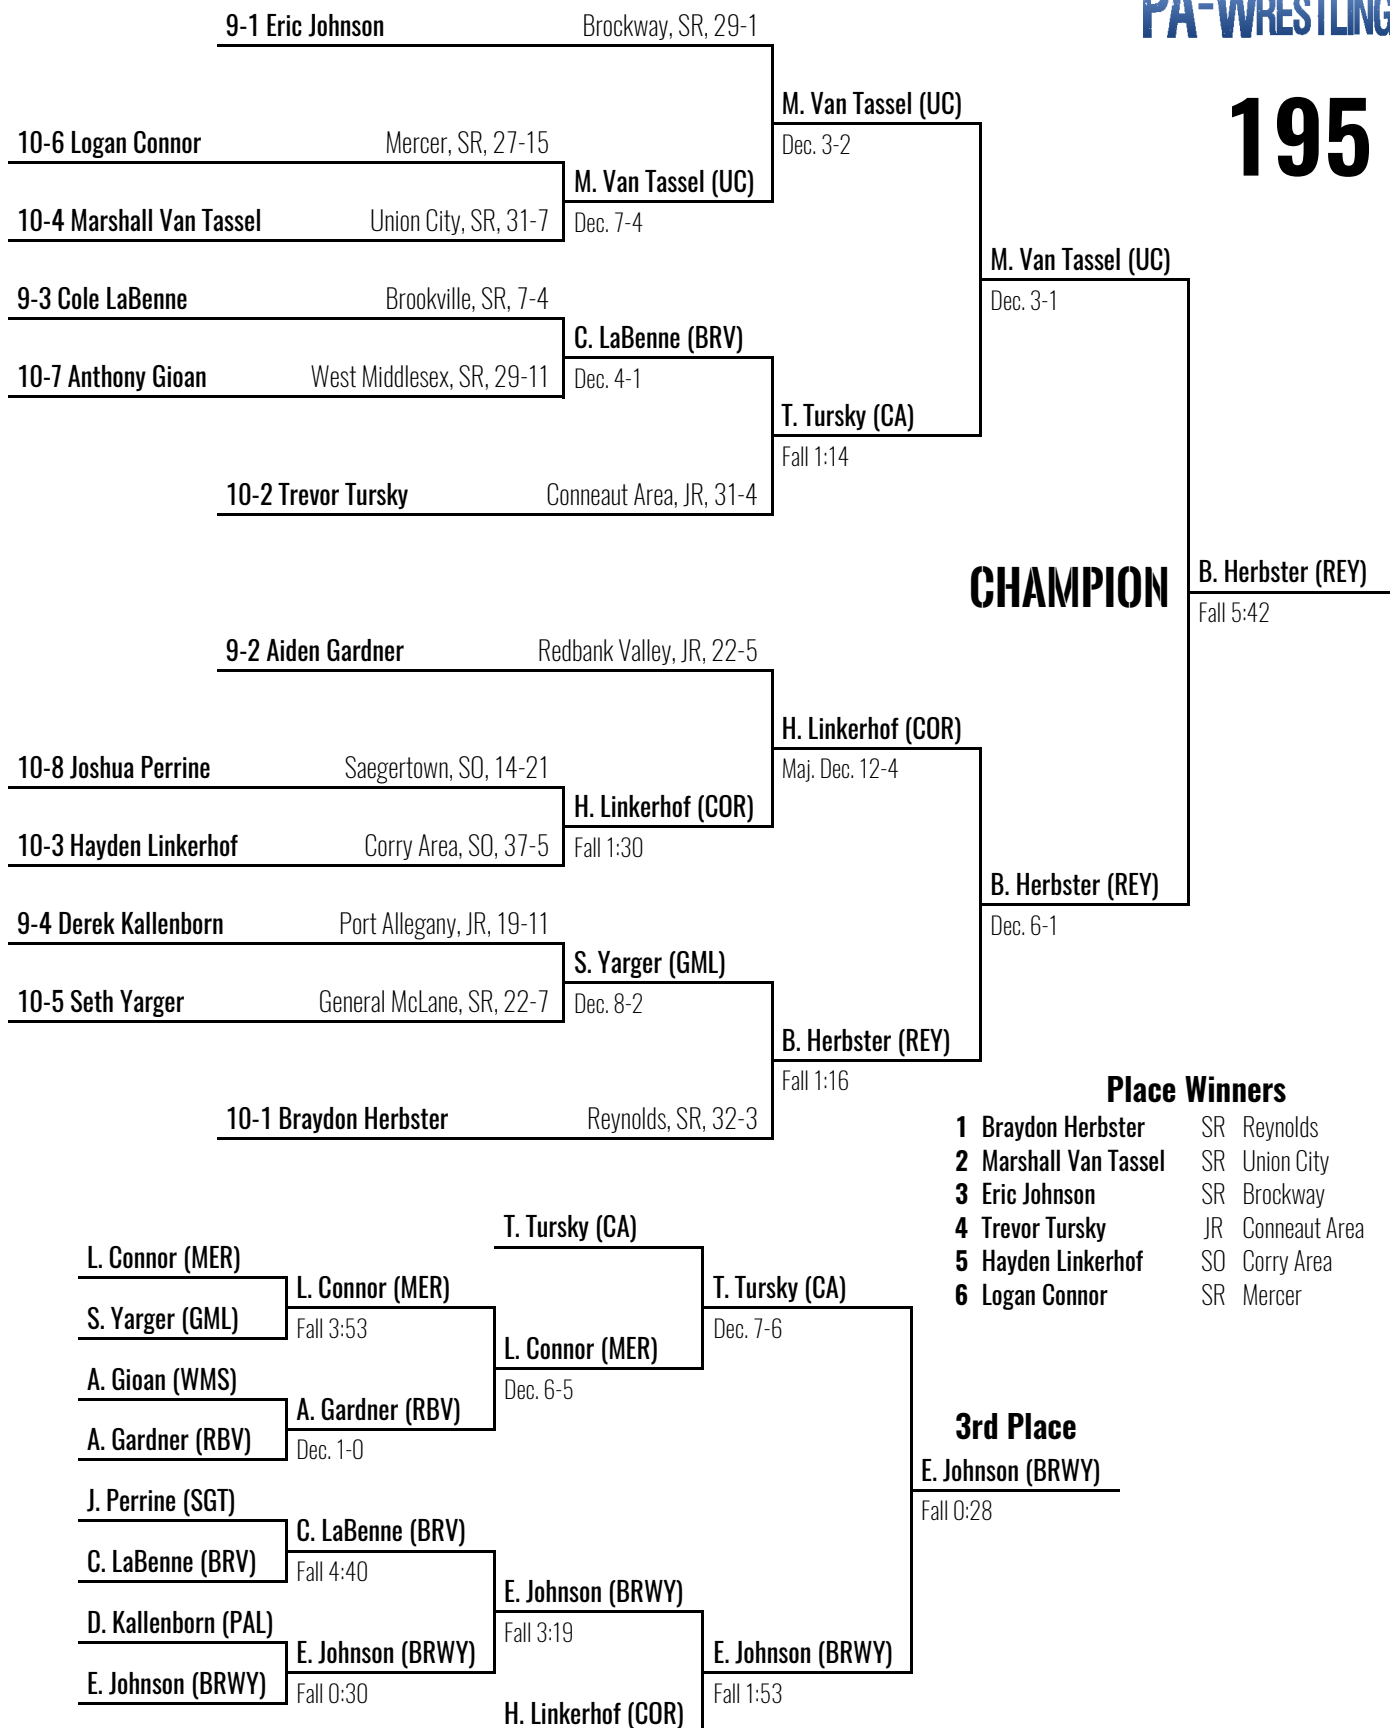 PA-WRESTLING
195
9-1 Eric Johnson Brockway, SR, 29-1
M. Van Tassel (UC)
Dec. 3-2
10-6 Logan Connor Mercer, SR, 27-15
M. Van Tassel (UC)
Dec. 7-4
10-4 Marshall Van Tassel Union City, SR, 31-7
M. Van Tassel (UC)
Dec. 3-1
9-3 Cole LaBenne Brookville, SR, 7-4
C. LaBenne (BRV)
Dec. 4-1
10-7 Anthony Gioan West Middlesex, SR, 29-11
T. Tursky (CA)
Fall 1:14
10-2 Trevor Tursky Conneaut Area, JR, 31-4
CHAMPION
B. Herbster (REY)
Fall 5:42
9-2 Aiden Gardner Redbank Valley, JR, 22-5
H. Linkerhof (COR)
Maj. Dec. 12-4
10-8 Joshua Perrine Saegertown, SO, 14-21
H. Linkerhof (COR)
Fall 1:30
10-3 Hayden Linkerhof Corry Area, SO, 37-5
B. Herbster (REY)
Dec. 6-1
9-4 Derek Kallenborn Port Allegany, JR, 19-11
S. Yarger (GML)
Dec. 8-2
10-5 Seth Yarger General McLane, SR, 22-7
B. Herbster (REY)
Fall 1:16
10-1 Braydon Herbster Reynolds, SR, 32-3
Place Winners
1 Braydon Herbster SR Reynolds
2 Marshall Van Tassel SR Union City
3 Eric Johnson SR Brockway
4 Trevor Tursky JR Conneaut Area
5 Hayden Linkerhof SO Corry Area
6 Logan Connor SR Mercer
T. Tursky (CA)
L. Connor (MER)
L. Connor (MER)
Fall 3:53
S. Yarger (GML)
T. Tursky (CA)
Dec. 7-6
L. Connor (MER)
Dec. 6-5
A. Gioan (WMS)
A. Gardner (RBV)
Dec. 1-0
A. Gardner (RBV)
3rd Place
E. Johnson (BRWY)
Fall 0:28
J. Perrine (SGT)
C. LaBenne (BRV)
Fall 4:40
C. LaBenne (BRV)
E. Johnson (BRWY)
Fall 3:19
D. Kallenborn (PAL)
E. Johnson (BRWY)
Fall 0:30
E. Johnson (BRWY)
E. Johnson (BRWY)
Fall 1:53
H. Linkerhof (COR)